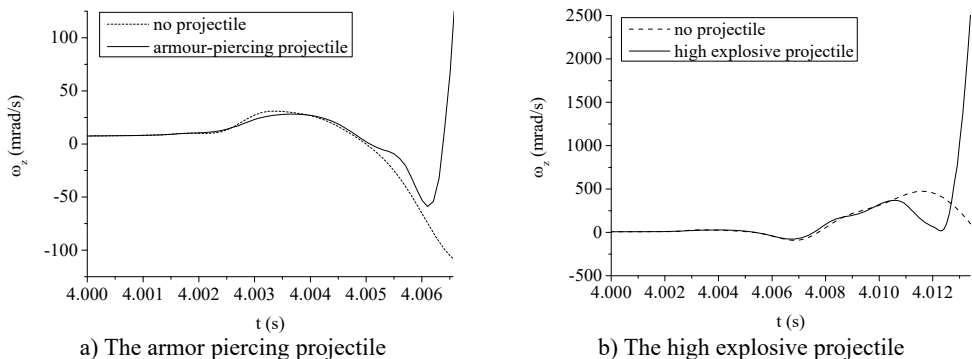 no projectile
armour-piercing projectile
100
50
0
-50
-100
ω_z (mrad/s)
4.000 4.001 4.002 4.003 4.004 4.005 4.006
t (s)
a) The armor piercing projectile
no projectile
high explosive projectile
2500
2000
1500
1000
500
0
-500
ω_z (mrad/s)
4.000 4.002 4.004 4.006 4.008 4.010 4.012
t (s)
b) The high explosive projectile